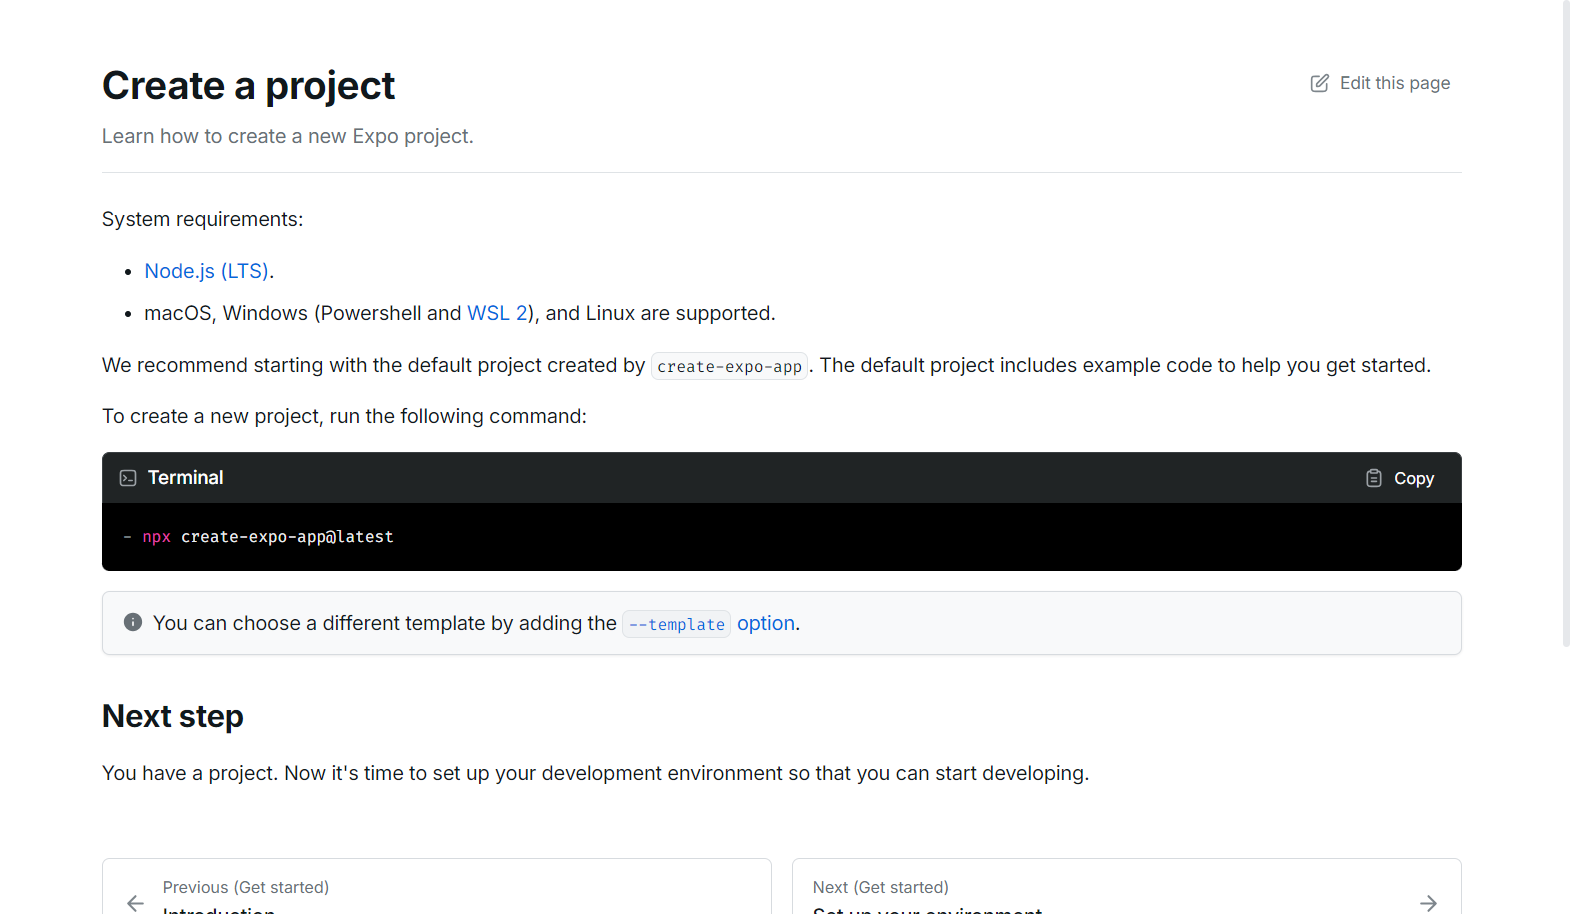 Create a project
Edit this page
Learn how to create a new Expo project.
System requirements:
• Node.js (LTS).
• macOS, Windows (Powershell and WSL 2), and Linux are supported.
We recommend starting with the default project created by create-expo-app. The default project includes example code to help you get started.
To create a new project, run the following command:
Terminal
Copy
- npx create-expo-app@latest
You can choose a different template by adding the --template option.
Next step
You have a project. Now it's time to set up your development environment so that you can start developing.
Previous (Get started)
Introduction
Next (Get started)
Set up your environment